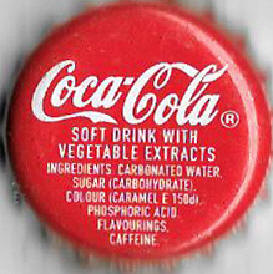 Coca-Cola®
SOFT DRINK WITH
VEGETABLE EXTRACTS
INGREDIENTS. CARBONATED WATER,
SUGAR (CARBOHYDRATE),
COLOUR (CARAMEL E 150d),
PHOSPHORIC ACID,
FLAVOURINGS,
CAFFEINE.